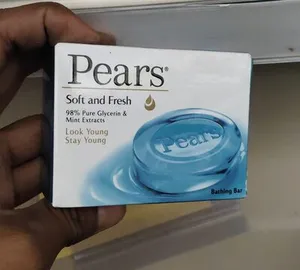 Pears®
Soft and Fresh
98% Pure Glycerin &
Mint Extracts
Look Young
Stay Young
Pears
Bathing Bar